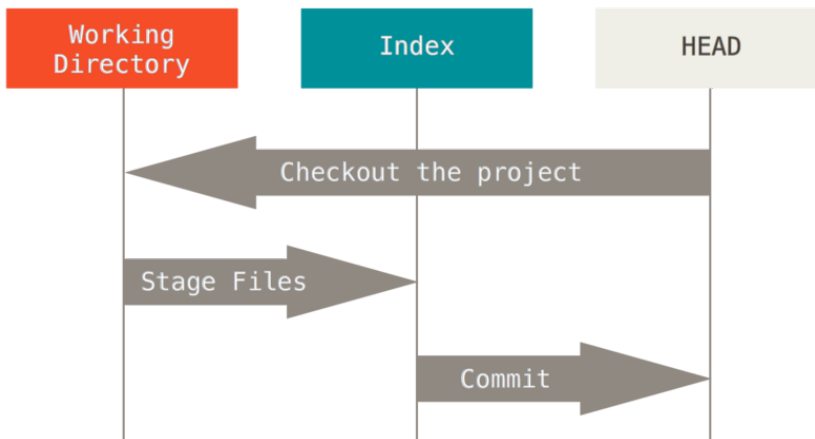 Working
Directory
Index
HEAD
Checkout the project
Stage Files
Commit